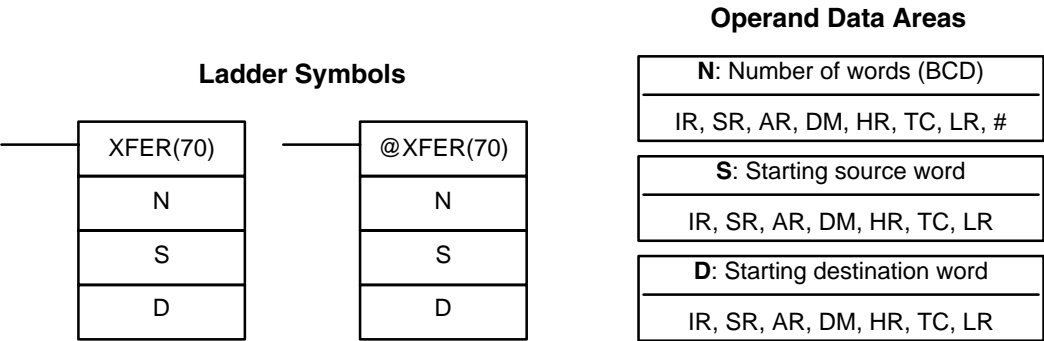 Ladder Symbols
XFER(70)
N
S
D
@XFER(70)
N
S
D
Operand Data Areas
N: Number of words (BCD)
IR, SR, AR, DM, HR, TC, LR, #
S: Starting source word
IR, SR, AR, DM, HR, TC, LR
D: Starting destination word
IR, SR, AR, DM, HR, TC, LR